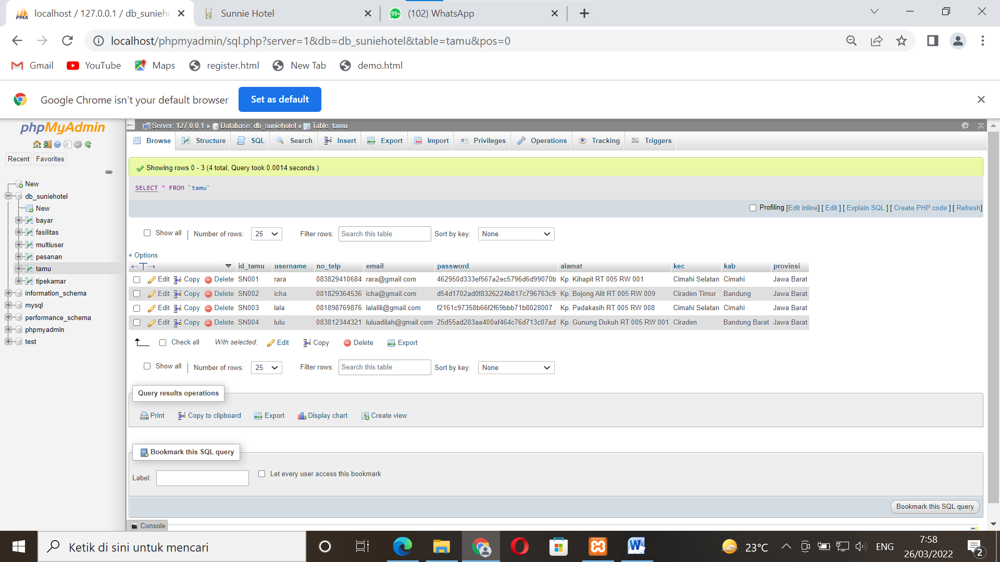 localhost / 127.0.0.1 / db_sunieh
Sunnie Hotel
99+ (102) WhatsApp
localhost/phpmyadmin/sql.php?server=1&db=db_suniehotel&table=tamu&pos=0
Gmail YouTube Maps register.html New Tab demo.html
Google Chrome isn't your default browser Set as default
phpMyAdmin
Recent Favorites
New
db_suniehotel
New
bayar
fasilitas
multiuser
pesanan
tamu
tipekamar
information_schema
mysql
performance_schema
phpmyadmin
test
Server: 127.0.0.1 » Database: db_suniehotel » Table: tamu
Browse Structure SQL Search Insert Export Import Privileges Operations Tracking Triggers
Showing rows 0 - 3 (4 total, Query took 0.0014 seconds.)
SELECT * FROM `tamu`
Profiling [Edit inline] [ Edit ] [ Explain SQL ] [ Create PHP code ] [ Refresh]
Show all | Number of rows: 25 Filter rows: Search this table Sort by key: None
+ Options
←T→ id_tamu username no_telp email password alamat kec kab provinsi
Edit Copy Delete SN001 rara 083829410684 rara@gmail.com 462950d333ef567a2ec5796d6d99070b Kp. Kihapit RT 005 RW 001 Cimahi Selatan Cimahi Jawa Barat
Edit Copy Delete SN002 icha 081829364536 icha@gmail.com d54d1702ad0f8326224b817c796763c9 Kp. Bojong Alit RT 005 RW 009 Ciraden Timur Bandung Jawa Barat
Edit Copy Delete SN003 lala 081898769876 lalalili@gmail.com f2161c97358b66f2f69bbb71b8028007 Kp. Padakasih RT 005 RW 008 Cimahi Selatan Cimahi Jawa Barat
Edit Copy Delete SN004 lulu 083812344321 luluadilah@gmail.com 25d55ad283aa400af464c76d713c07ad Kp. Gunung Dukuh RT 005 RW 001 Ciraden Bandung Barat Jawa Barat
Check all With selected: Edit Copy Delete Export
Show all | Number of rows: 25 Filter rows: Search this table Sort by key: None
Query results operations
Print Copy to clipboard Export Display chart Create view
Bookmark this SQL query
Label: Let every user access this bookmark
Bookmark this SQL query
Console
Ketik di sini untuk mencari
23°C ENG
7:58
26/03/2022
2